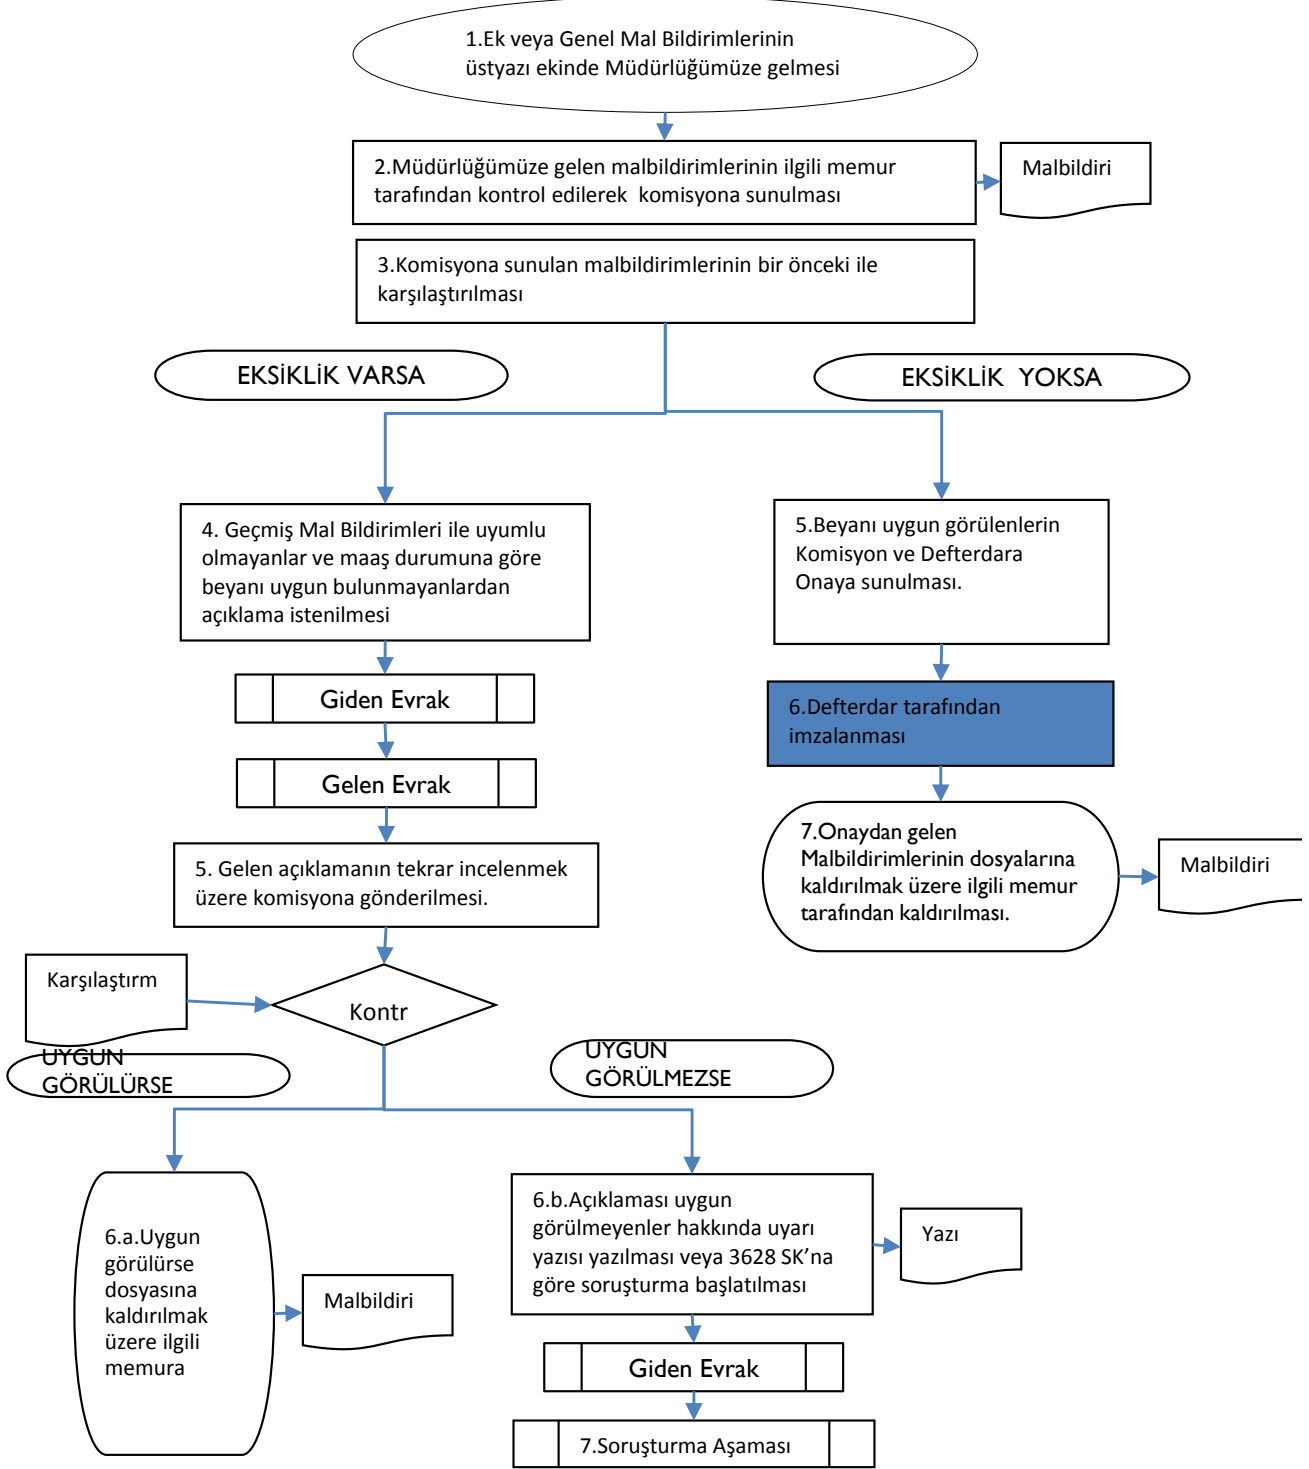 1.Ek veya Genel Mal Bildirimlerinin
üstyazı ekinde Müdürlüğümüze gelmesi
2.Müdürlüğümüze gelen malbildirimlerinin ilgili memur
tarafından kontrol edilerek komisyona sunulması
Malbildiri
3.Komisyona sunulan malbildirimlerinin bir önceki ile
karşılaştırılması
EKSİKLİK VARSA
EKSİKLİK YOKSA
4. Geçmiş Mal Bildirimleri ile uyumlu
olmayanlar ve maaş durumuna göre
beyanı uygun bulunmayanlardan
açıklama istenilmesi
5.Beyanı uygun görülenlerin
Komisyon ve Defterdara
Onaya sunulması.
Giden Evrak
6.Defterdar tarafından
imzalanması
Gelen Evrak
7.Onaydan gelen
Malbildirimlerinin dosyalarına
kaldırılmak üzere ilgili memur
tarafından kaldırılması.
Malbildiri
5. Gelen açıklamanın tekrar incelenmek
üzere komisyona gönderilmesi.
Karşılaştırm
Kontr
UYGUN
GÖRÜLÜRSE
UYGUN
GÖRÜLMEZSE
6.a.Uygun
görülürse
dosyasına
kaldırılmak
üzere ilgili
memura
Malbildiri
6.b.Açıklaması uygun
görülmeyenler hakkında uyarı
yazısı yazılması veya 3628 SK’na
göre soruşturma başlatılması
Yazı
Giden Evrak
7.Soruşturma Aşaması